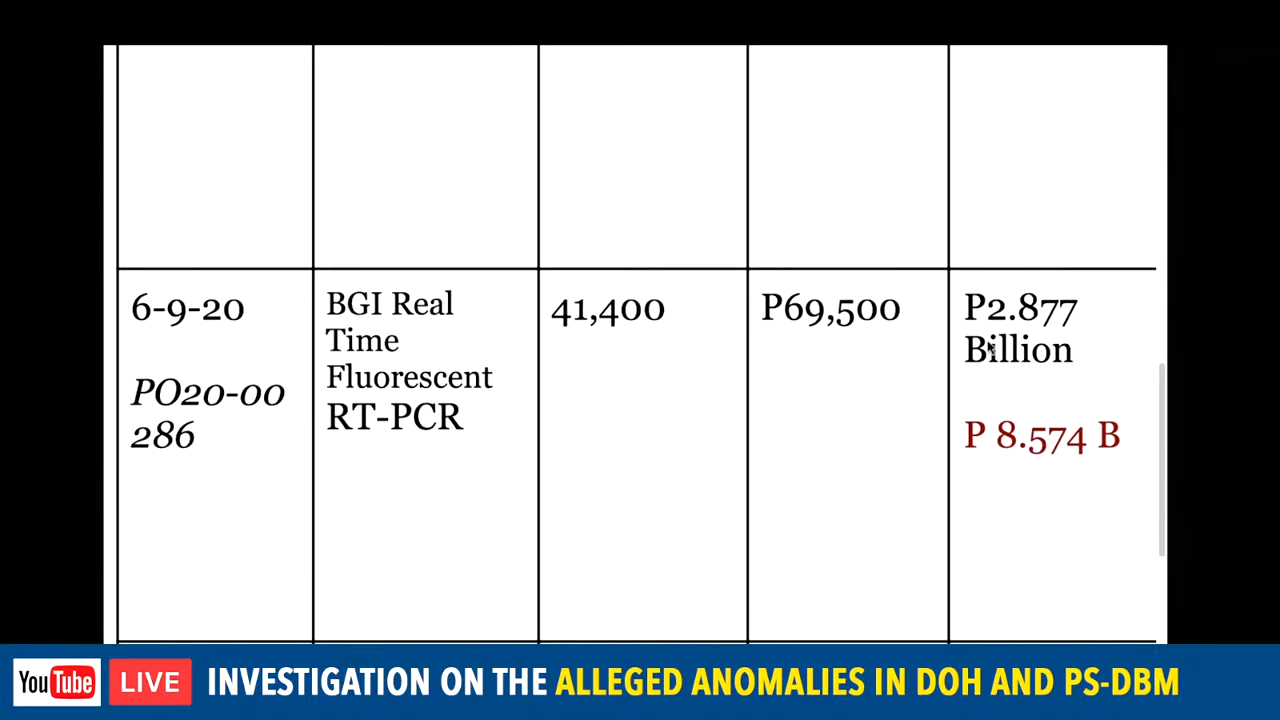 6-9-20
PO20-00
286
BGI Real
Time
Fluorescent
RT-PCR
41,400
P69,500
P2.877
Billion
P 8.574 B
YouTube LIVE INVESTIGATION ON THE ALLEGED ANOMALIES IN DOH AND PS-DBM